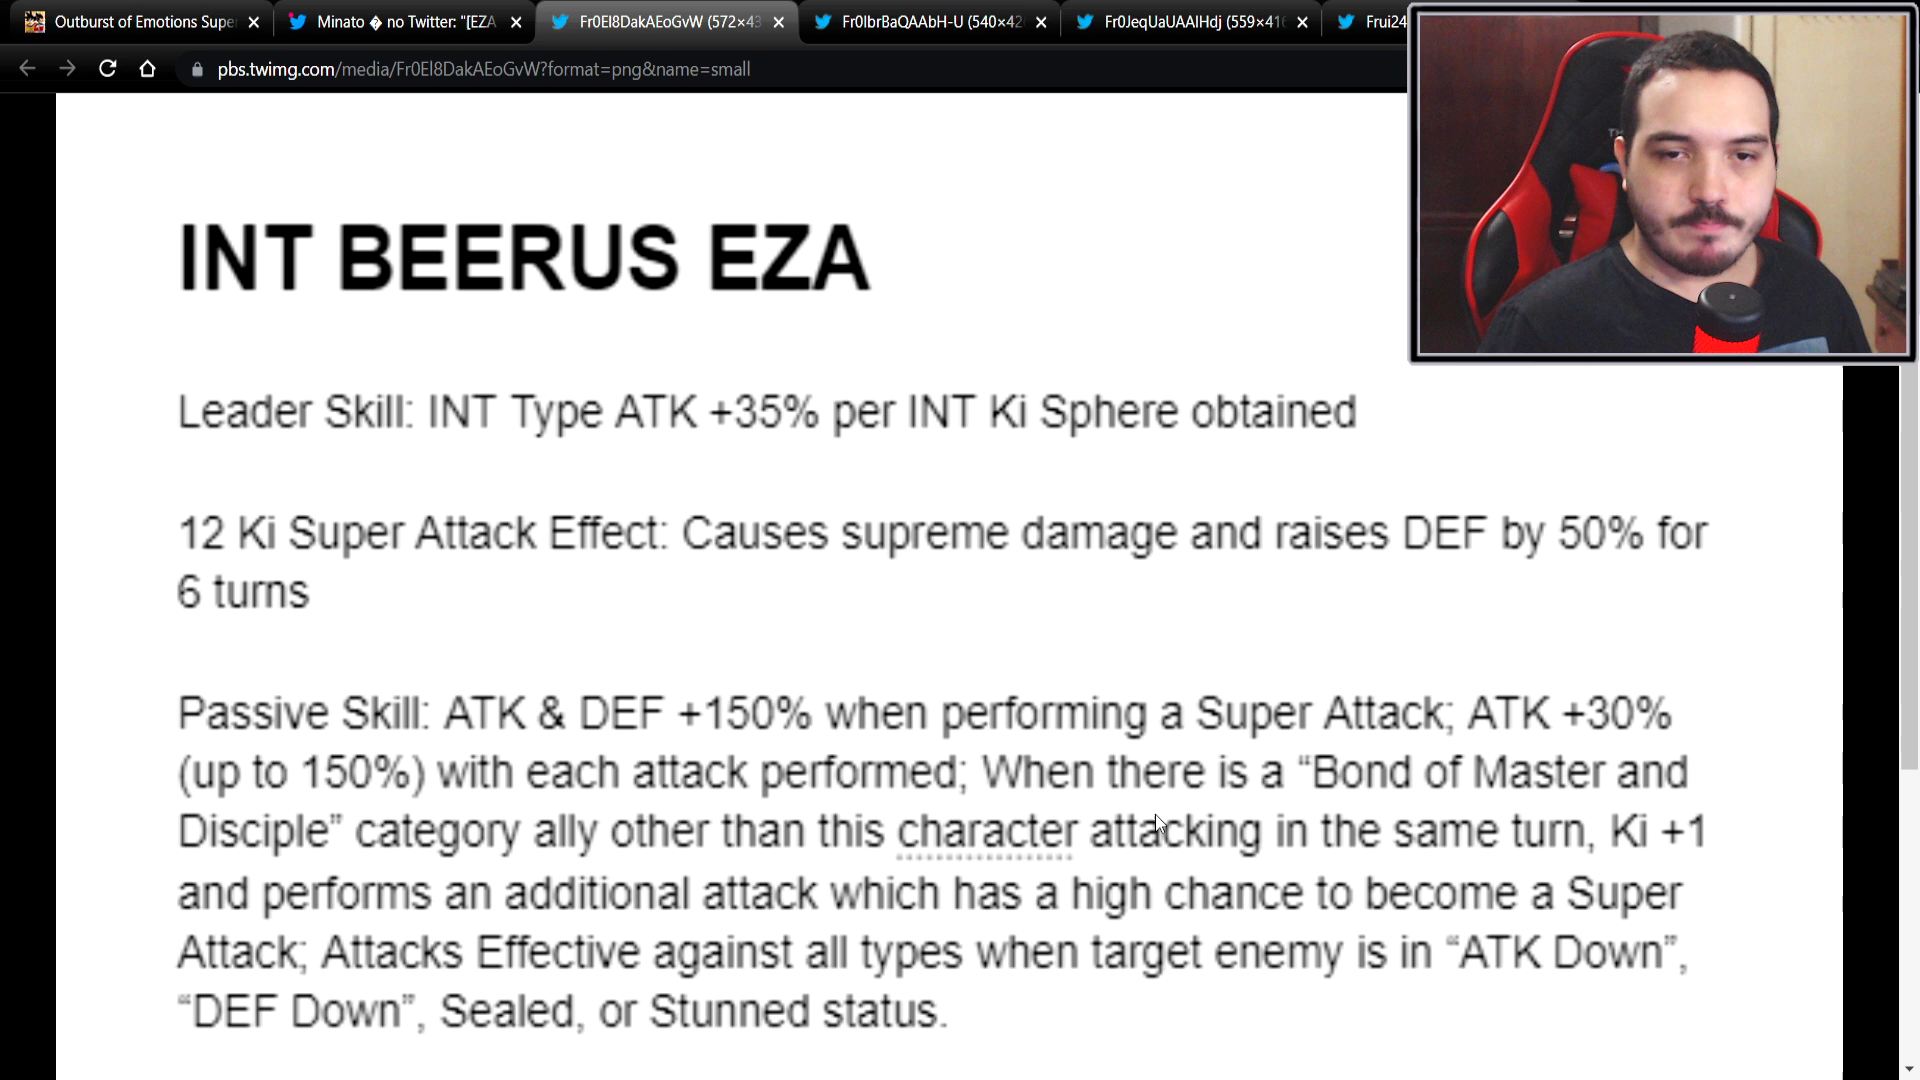 Outburst of Emotions Supe
Minato � no Twitter: "[EZA
Fr0El8DakAEoGvW (572×43
Fr0IbrBaQAAbH-U (540×42
Fr0JeqUaUAAIHdj (559×416
Frui24
pbs.twimg.com/media/Fr0El8DakAEoGvW?format=png&name=small
INT BEERUS EZA
Leader Skill: INT Type ATK +35% per INT Ki Sphere obtained
12 Ki Super Attack Effect: Causes supreme damage and raises DEF by 50% for
6 turns
Passive Skill: ATK & DEF +150% when performing a Super Attack; ATK +30%
(up to 150%) with each attack performed; When there is a “Bond of Master and
Disciple” category ally other than this character attacking in the same turn, Ki +1
and performs an additional attack which has a high chance to become a Super
Attack; Attacks Effective against all types when target enemy is in “ATK Down”,
“DEF Down”, Sealed, or Stunned status.